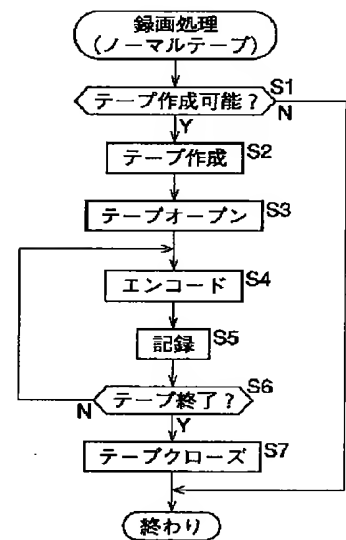 録画処理
(ノーマルテープ)
テープ作成可能？ S1
N
Y
テープ作成 S2
テープオープン S3
エンコード S4
記録 S5
テープ終了？ S6
N
Y
テープクローズ S7
終わり